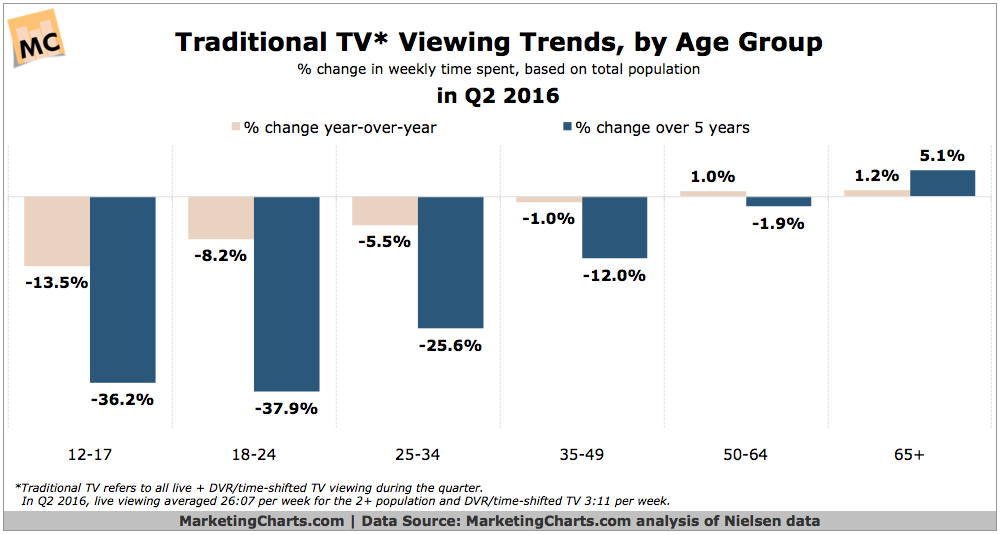 MC
Traditional TV* Viewing Trends, by Age Group
% change in weekly time spent, based on total population
in Q2 2016
% change year-over-year % change over 5 years
-13.5% -36.2% -8.2% -37.9% -5.5% -25.6% -1.0% -12.0% 1.0% -1.9% 1.2% 5.1%
12-17 18-24 25-34 35-49 50-64 65+
*Traditional TV refers to all live + DVR/time-shifted TV viewing during the quarter.
In Q2 2016, live viewing averaged 26:07 per week for the 2+ population and DVR/time-shifted TV 3:11 per week.
MarketingCharts.com | Data Source: MarketingCharts.com analysis of Nielsen data